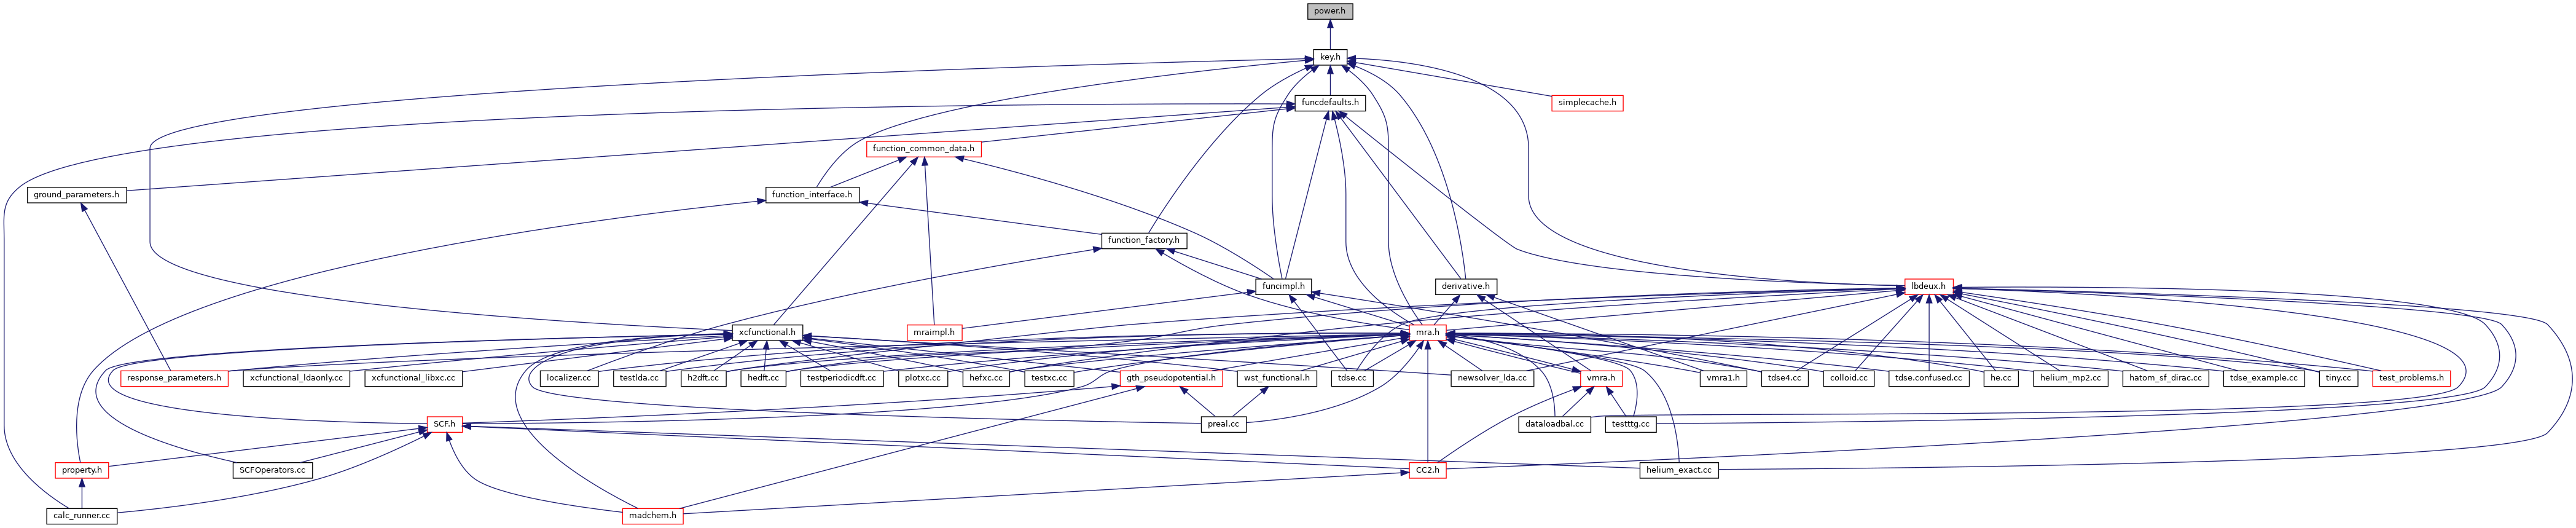 power.h
key.h
funcdefaults.h
simplecache.h
function_common_data.h
ground_parameters.h
function_interface.h
function_factory.h
funcimpl.h
derivative.h
lbdeux.h
xcfunctional.h
mraimpl.h
mra.h
response_parameters.h
xcfunctional_ldaonly.cc
xcfunctional_libxc.cc
localizer.cc
testlda.cc
h2dft.cc
hedft.cc
testperiodicdft.cc
plotxc.cc
hefxc.cc
testxc.cc
gth_pseudopotential.h
wst_functional.h
tdse.cc
newsolver_lda.cc
vmra.h
vmra1.h
tdse4.cc
colloid.cc
tdse.confused.cc
he.cc
helium_mp2.cc
hatom_sf_dirac.cc
tdse_example.cc
tiny.cc
test_problems.h
SCF.h
preal.cc
dataloadbal.cc
testttg.cc
property.h
SCFOperators.cc
CC2.h
helium_exact.cc
calc_runner.cc
madchem.h